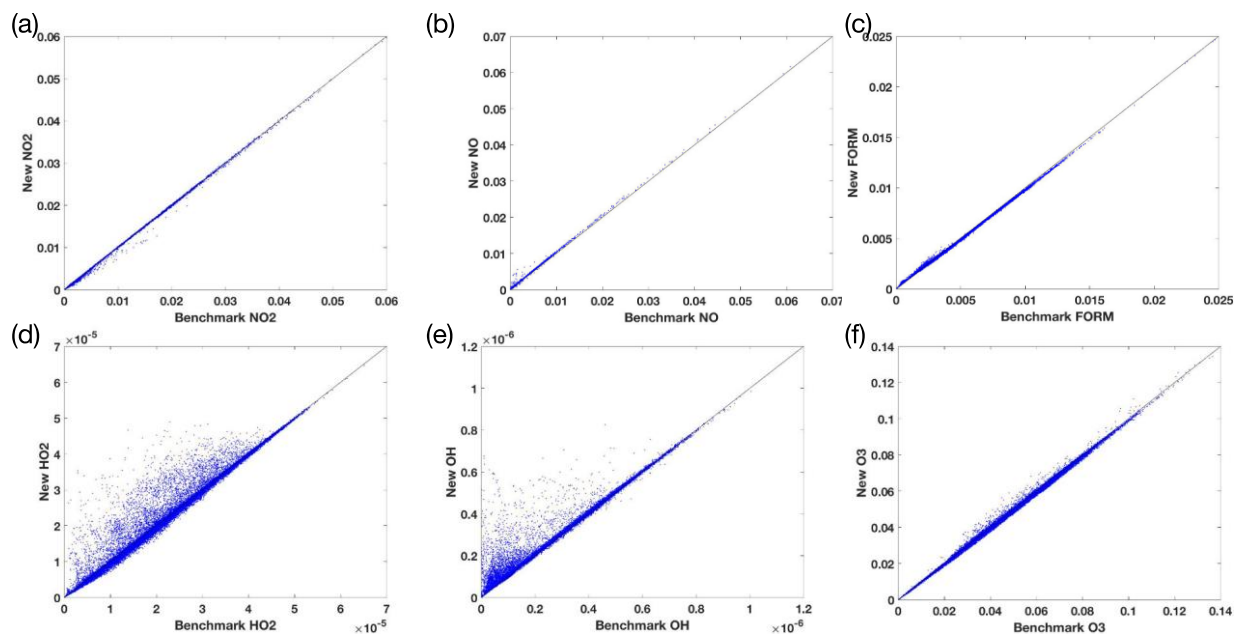 (a)
0.06
0.05
0.04
0.03
0.02
0.01
0
New NO2
0 0.01 0.02 0.03 0.04 0.05 0.06
Benchmark NO2
(b)
0.07
0.06
0.05
0.04
0.03
0.02
0.01
0
New NO
0 0.01 0.02 0.03 0.04 0.05 0.06 0.07
Benchmark NO
(c)
0.025
0.02
0.015
0.01
0.005
0
New FORM
0.005 0.01 0.015 0.02 0.025
Benchmark FORM
(d)
×10-5
7
6
5
4
3
2
1
0
New HO2
0 1 2 3 4 5 6 7
Benchmark HO2
×10-5
(e)
×10-6
1.2
1
0.8
0.6
0.4
0.2
0
New OH
0 0.2 0.4 0.6 0.8 1 1.2
Benchmark OH
×10-6
(f)
0.14
0.12
0.1
0.08
0.06
0.04
0.02
0
New O3
0 0.02 0.04 0.06 0.08 0.1 0.12 0.14
Benchmark O3